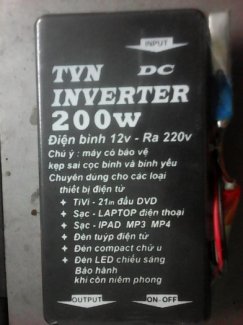 INPUT
TVN DC
INVERTER
200W
Điện bình 12v - Ra 220v
Chú ý : máy có bảo vệ
kẹp sai cọc bình và bình yếu
Chuyên dùng cho các loại
thiết bị điện tử
+ TiVi - 21in đầu DVD
+ Sạc - LAPTOP điện thoại
+ Sạc - IPAD MP3 MP4
+ Đèn tuýp điện tử
+ Đèn compact chữ u
+ Đèn LED chiếu sáng
Bảo hành
khi còn niêm phong
OUTPUT ON - OFF